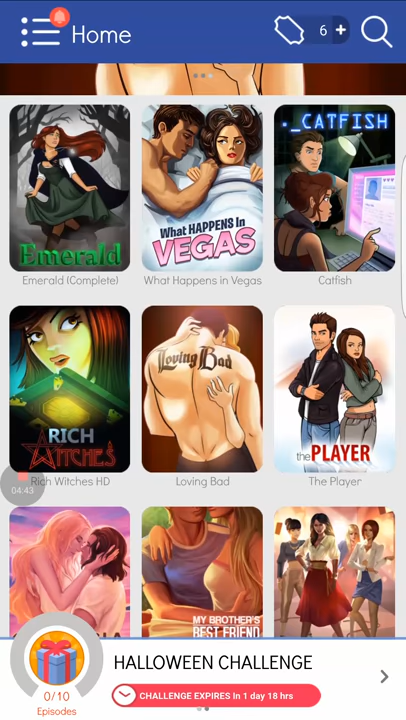 Home
6 +
Emerald
What HAPPENS In
VEGAS
._CATFISH
Emerald (Complete)
What Happens in Vegas
Catfish
RICH
WITCHES
Loving Bad
the PLAYER
Rich Witches HD
Loving Bad
The Player
04:43
MY BROTHER'S
BEST FRIEND
HALLOWEEN CHALLENGE
0/10
Episodes
CHALLENGE EXPIRES In 1 day 18 hrs